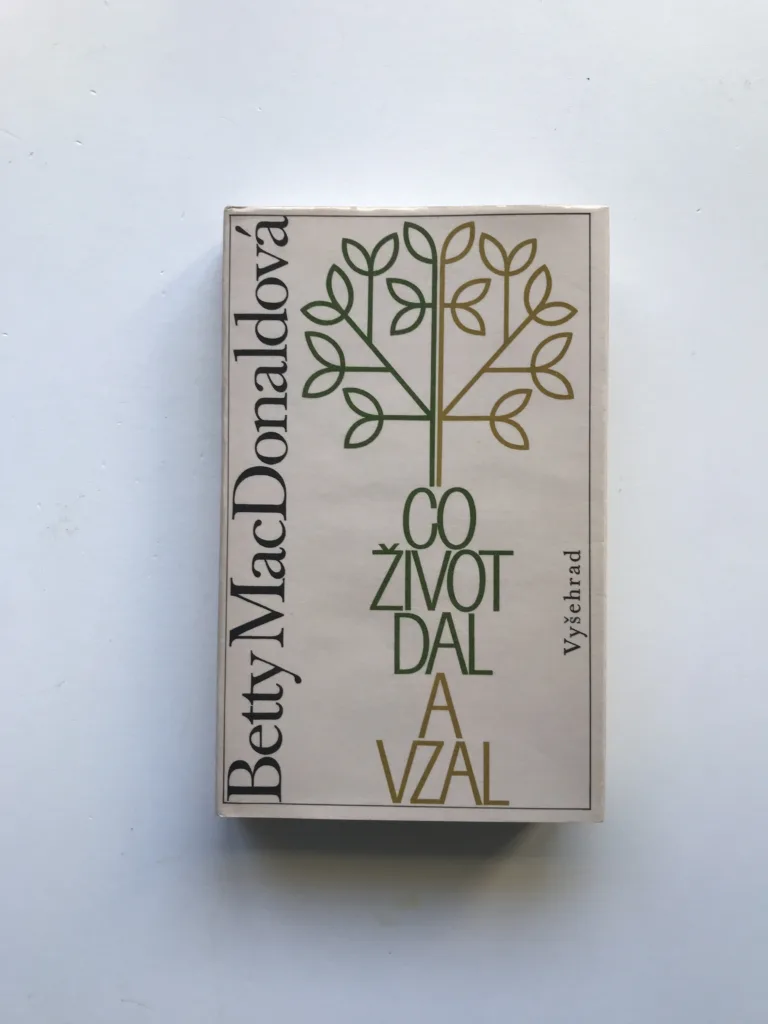 Betty MacDonaldová
CO
ŽIVOT
DAL
A
VZAL
Vyšehrad